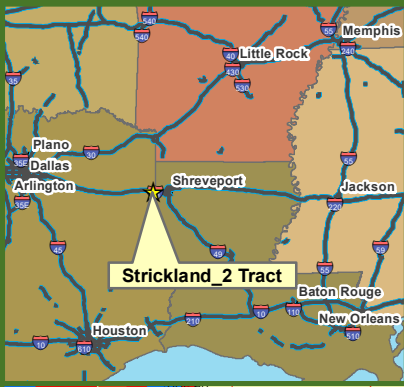 540
55
Memphis
40
Little Rock
240
540
430
35
530
Plano
30
55
35E
Dallas
Shreveport
Arlington
Jackson
35E
220
45
49
59
55
Strickland_2 Tract
Baton Rouge
210
10
110
New Orleans
Houston
510
10
610